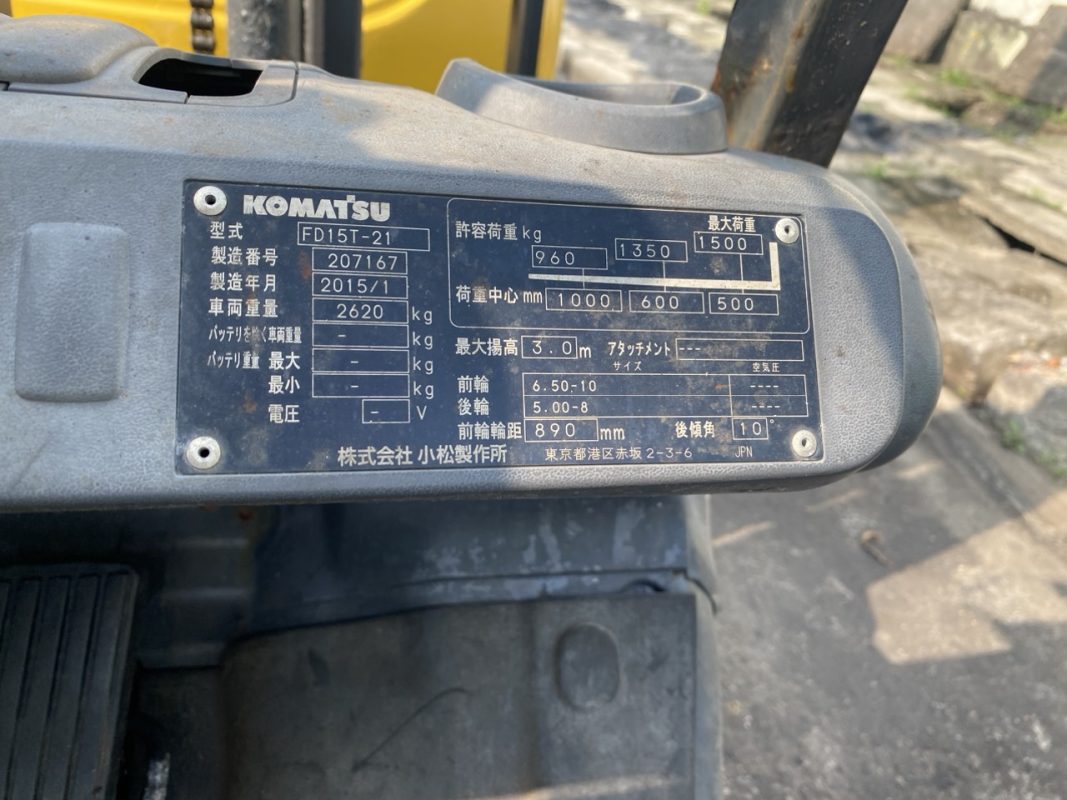 KOMATSU
型式 FD15T-21
製造番号 207167
製造年月 2015/1
車両重量 2620 kg
バッテリを除く車両重量 - kg
バッテリ重量 最大 - kg
最小 - kg
電圧 - V
最大荷重
許容荷重 kg 960 1350 1500
荷重中心 mm 1000 600 500
最大揚高 3.0 m アタッチメント ---
サイズ 空気圧
前輪 6.50-10 ----
後輪 5.00-8 ----
前輪輪距 890 mm 後傾角 10°
株式会社 小松製作所 東京都港区赤坂 2-3-6 JPN